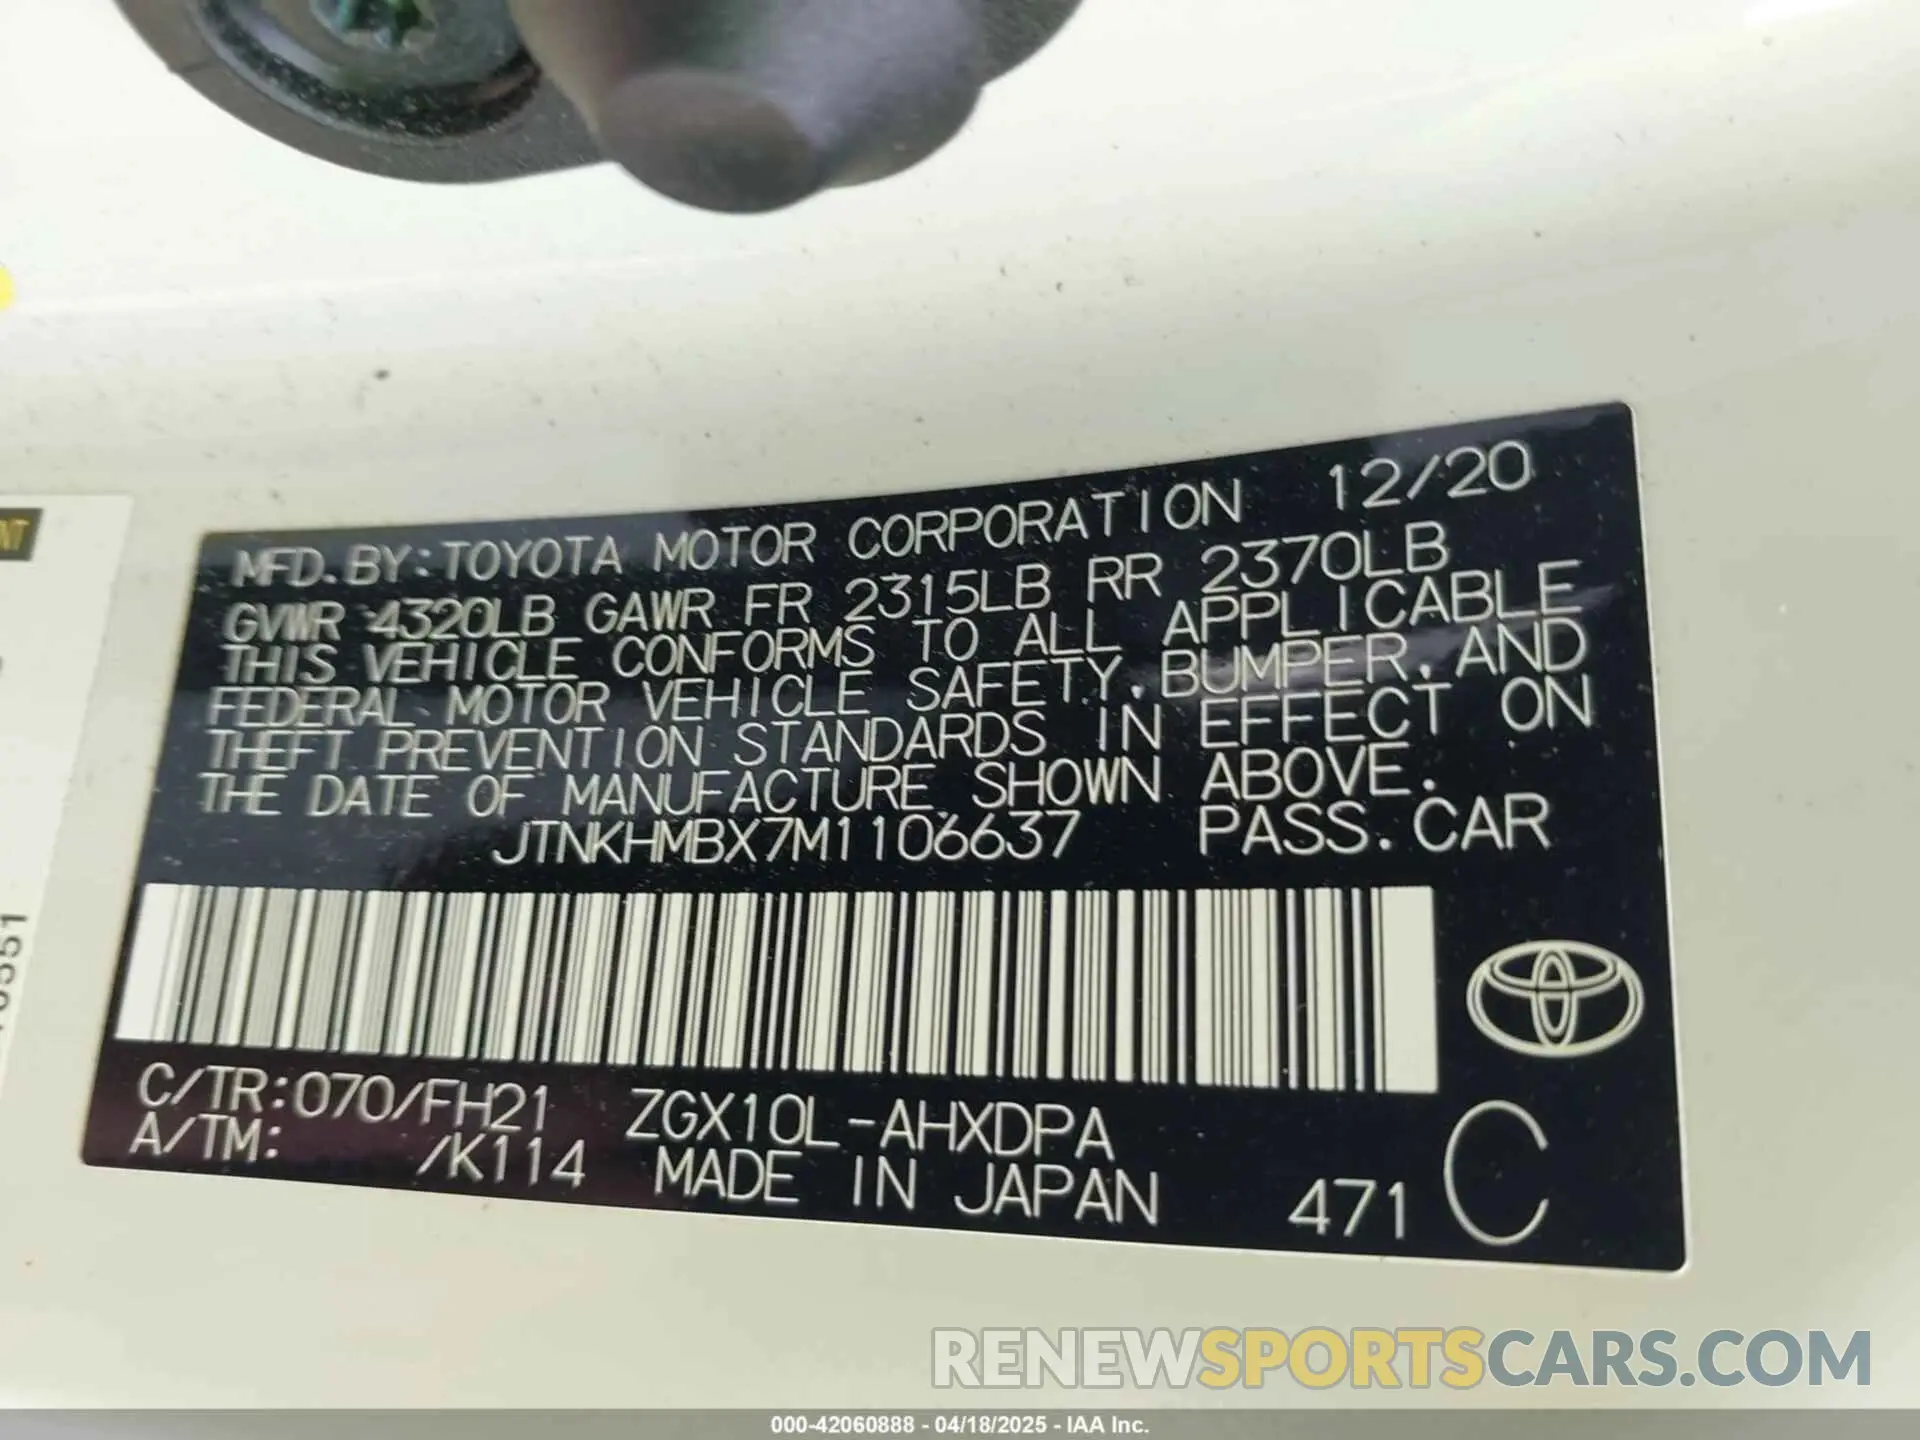 MFD. BY: TOYOTA MOTOR CORPORATION 12/20
GVWR 4320LB GAWR FR 2315LB RR 2370LB
THIS VEHICLE CONFORMS TO ALL APPLICABLE
FEDERAL MOTOR VEHICLE SAFETY, BUMPER, AND
THEFT PREVENTION STANDARDS IN EFFECT ON
THE DATE OF MANUFACTURE SHOWN ABOVE.
JTNKHMBX7M1106637 PASS. CAR
C/TR:070/FH21 ZGX10L-AHXDPA
A/TM: /K114 MADE IN JAPAN 471 C
RENEWSPORTSCARS.COM
000-42060888 - 04/18/2025 - IAA Inc.